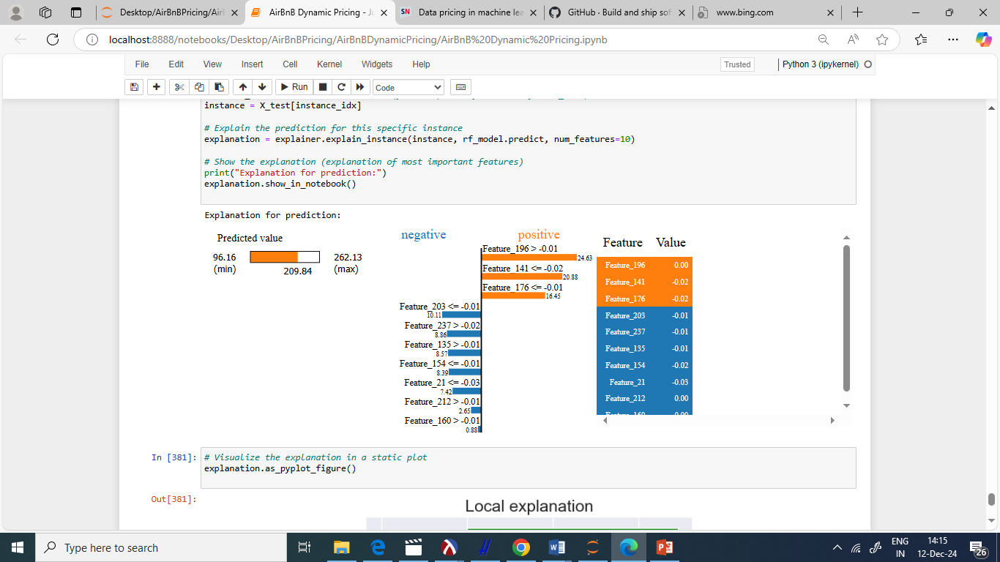 Desktop/AirBnBPricing/Air
AirBnB Dynamic Pricing - Ju
SN Data pricing in machine lea
GitHub · Build and ship sof
www.bing.com
localhost:8888/notebooks/Desktop/AirBnBPricing/AirBnBDynamicPricing/AirBnB%20Dynamic%20Pricing.ipynb
File Edit View Insert Cell Kernel Widgets Help
Trusted
Python 3 (ipykernel)
Run
Code
instance = X_test[instance_idx]
# Explain the prediction for this specific instance
explanation = explainer.explain_instance(instance, rf_model.predict, num_features=10)
# Show the explanation (explanation of most important features)
print("Explanation for prediction:")
explanation.show_in_notebook()
Explanation for prediction:
Predicted value
96.16
(min)
209.84
262.13
(max)
negative positive
Feature_196 > -0.01
24.63
Feature_141 <= -0.02
20.88
Feature_176 <= -0.01
16.45
Feature_203 <= -0.01
10.11
Feature_237 > -0.02
8.86
Feature_135 > -0.01
8.57
Feature_154 <= -0.01
8.39
Feature_21 <= -0.03
7.42
Feature_212 > -0.01
2.65
Feature_160 > -0.01
0.88
Feature Value
Feature_196 0.00
Feature_141 -0.02
Feature_176 -0.02
Feature_203 -0.01
Feature_237 -0.01
Feature_135 -0.01
Feature_154 -0.02
Feature_21 -0.03
Feature_212 0.00
Feature_160 0.00
In [381]:
# Visualize the explanation in a static plot
explanation.as_pyplot_figure()
Out[381]:
Local explanation
Type here to search
ENG
IN
14:15
12-Dec-24
26